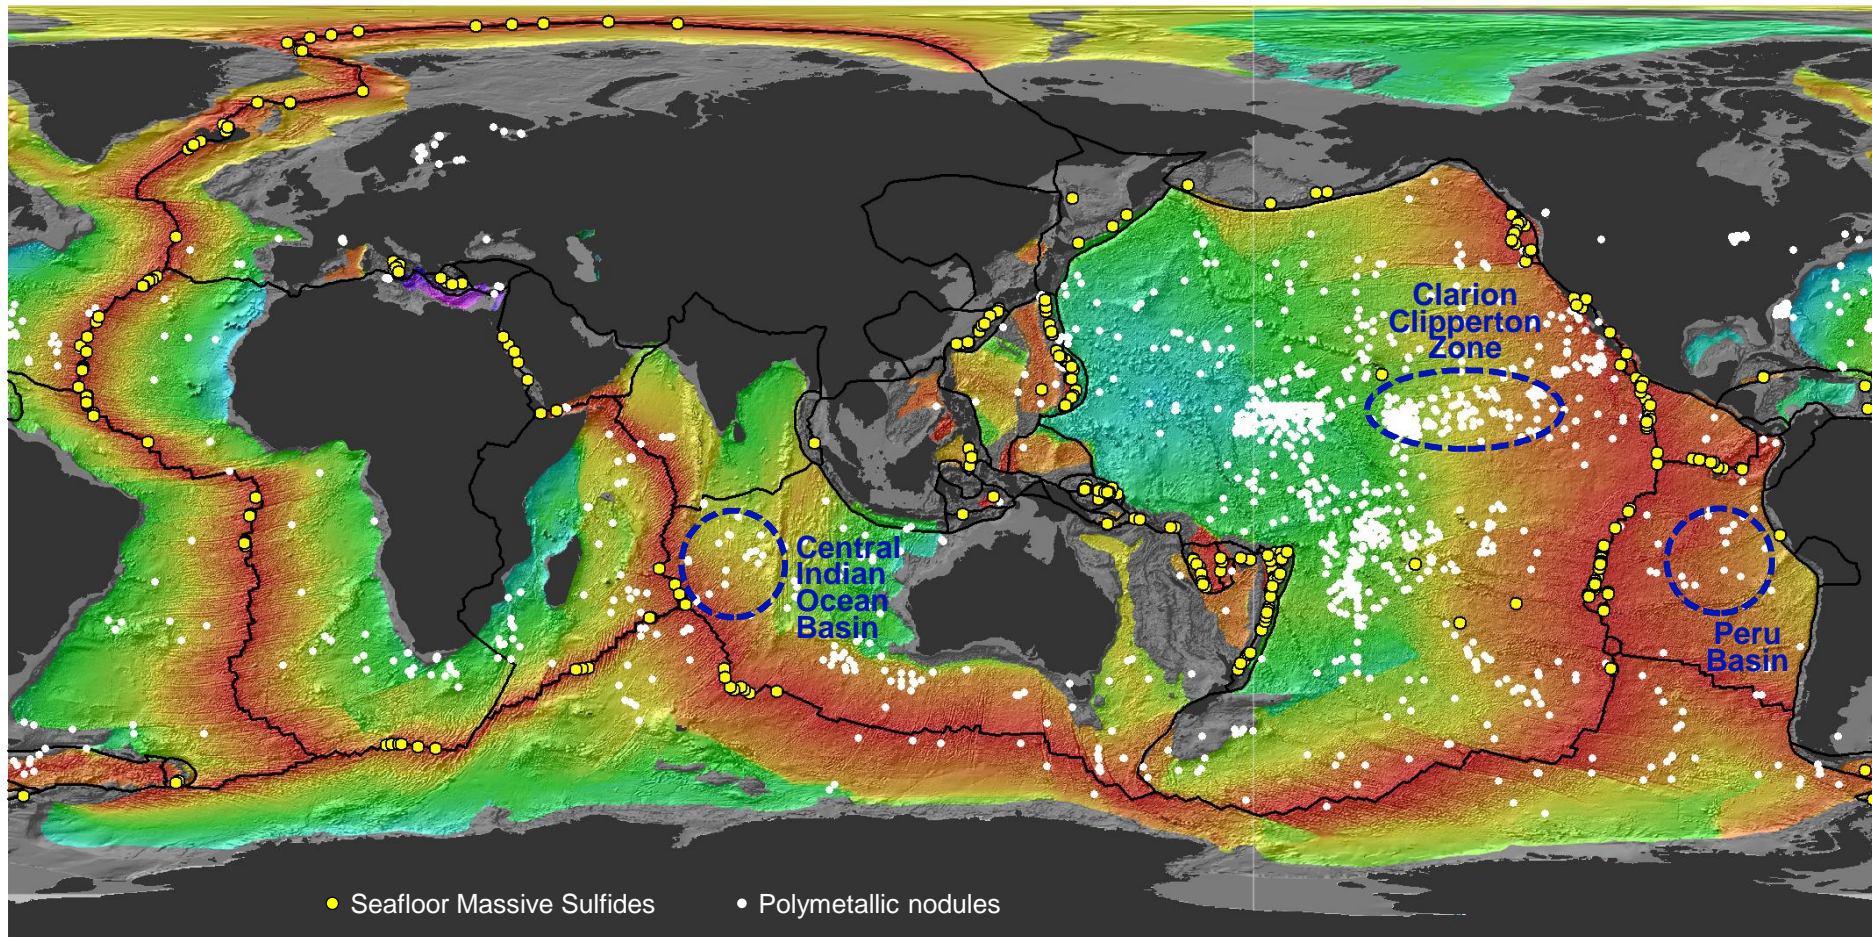 Clarion
Clipperton
Zone
Central
Indian
Ocean
Basin
Peru
Basin
Seafloor Massive Sulfides
Polymetallic nodules